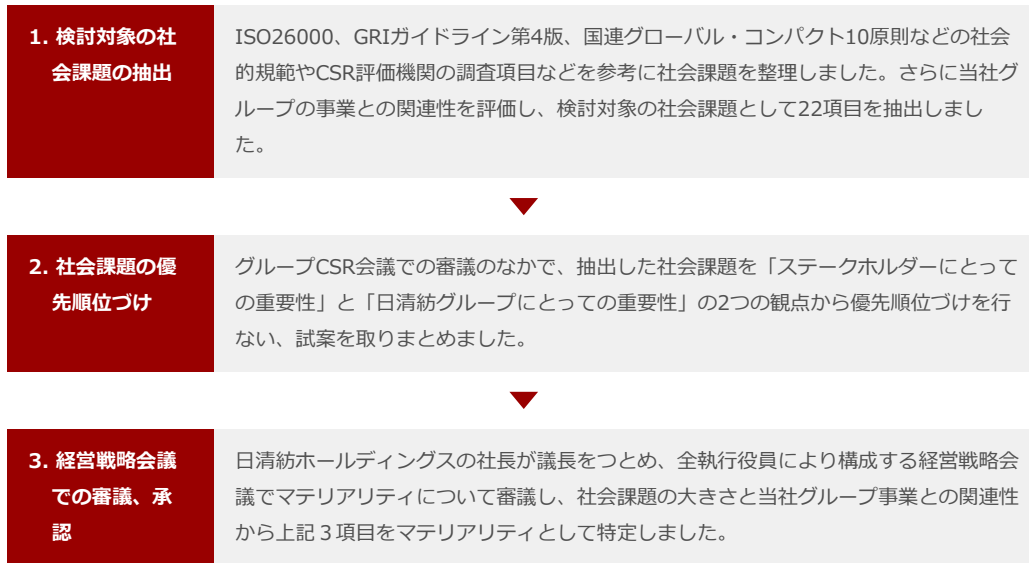 1. 検討対象の社
会課題の抽出
ISO26000、GRIガイドライン第4版、国連グローバル・コンパクト10原則などの社会
的規範やCSR評価機関の調査項目などを参考に社会課題を整理しました。さらに当社グ
ループの事業との関連性を評価し、検討対象の社会課題として22項目を抽出しまし
た。
2. 社会課題の優
先順位づけ
グループCSR会議での審議のなかで、抽出した社会課題を「ステークホルダーにとって
の重要性」と「日清紡グループにとっての重要性」の2つの観点から優先順位づけを行
ない、試案を取りまとめました。
3. 経営戦略会議
での審議、承
認
日清紡ホールディングスの社長が議長をつとめ、全執行役員により構成する経営戦略会
議でマテリアリティについて審議し、社会課題の大きさと当社グループ事業との関連性
から上記３項目をマテリアリティとして特定しました。